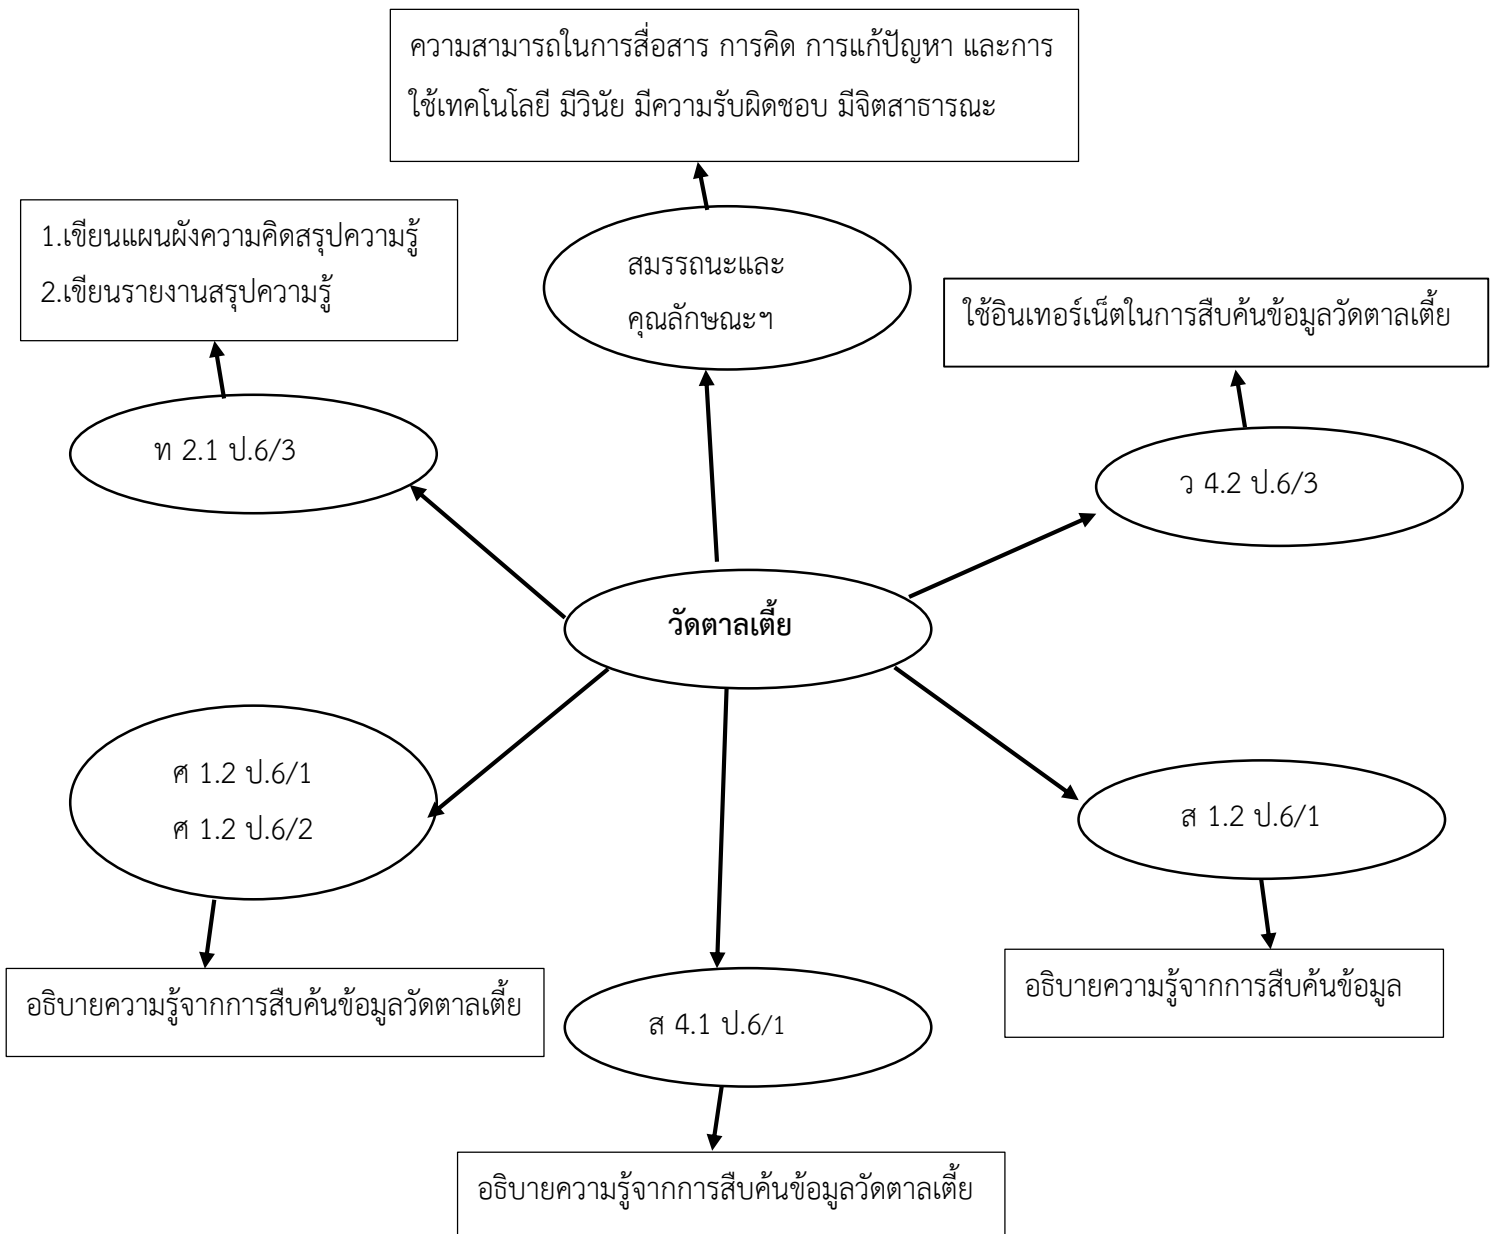 ความสามารถในการสื่อสาร การคิด การแก้ปัญหา และการ
ใช้เทคโนโลยี มีวินัย มีความรับผิดชอบ มีจิตสาธารณะ
1.เขียนแผนผังความคิดสรุปความรู้
2.เขียนรายงานสรุปความรู้
สมรรถนะและ
คุณลักษณะฯ
ใช้อินเทอร์เน็ตในการสืบค้นข้อมูลวัดตาลเตี้ย
ท 2.1 ป.6/3
ว 4.2 ป.6/3
วัดตาลเตี้ย
ศ 1.2 ป.6/1
ศ 1.2 ป.6/2
ส 1.2 ป.6/1
อธิบายความรู้จากการสืบค้นข้อมูลวัดตาลเตี้ย
ส 4.1 ป.6/1
อธิบายความรู้จากการสืบค้นข้อมูล
อธิบายความรู้จากการสืบค้นข้อมูลวัดตาลเตี้ย